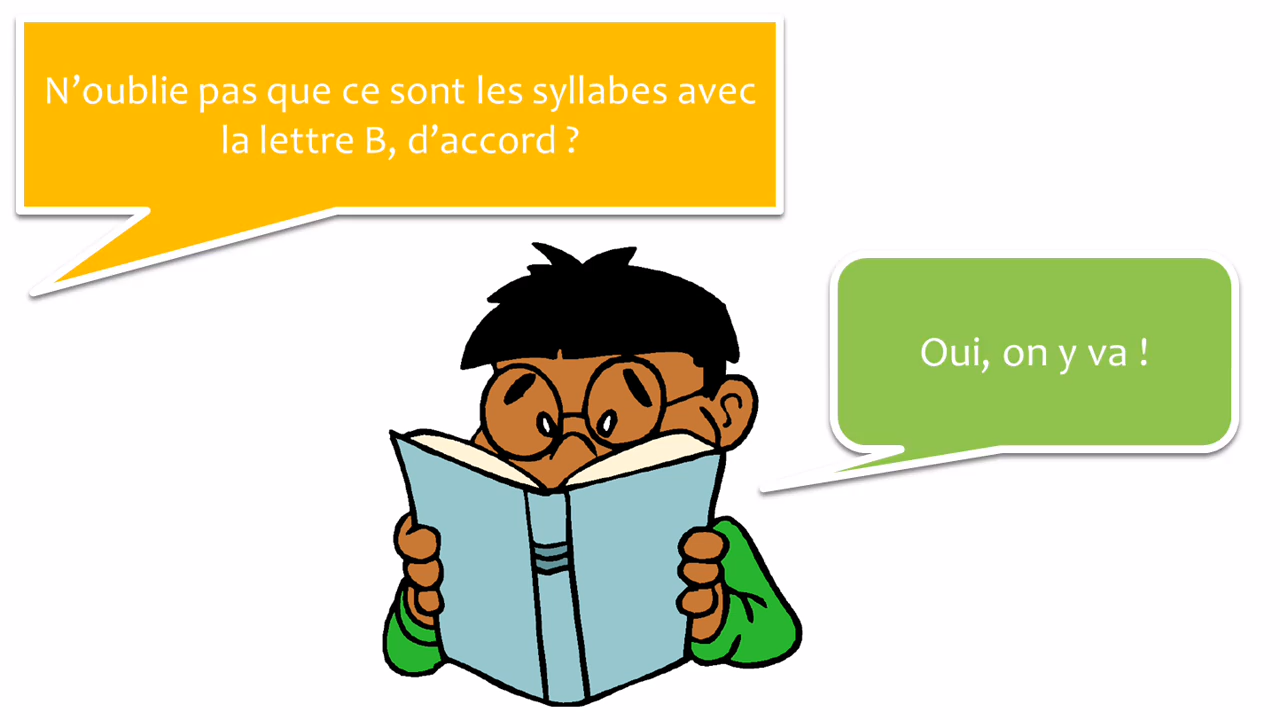 N’oublie pas que ce sont les syllabes avec
la lettre B, d’accord ?
Oui, on y va !